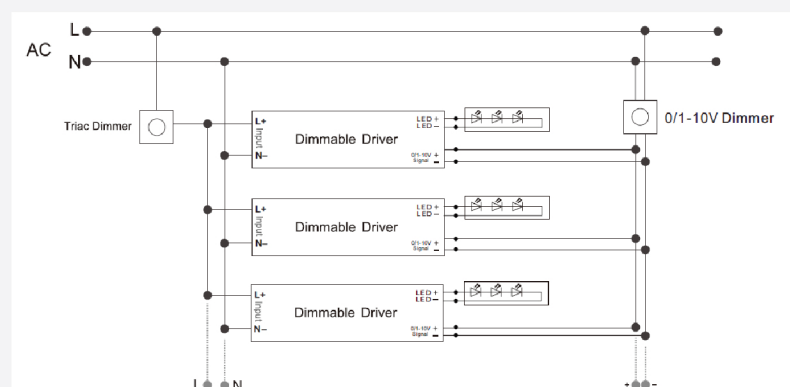 L
AC
N
Triac Dimmer
0/1-10V Dimmer
L+
Input
N–
Dimmable Driver
LED +
LED –
0/1-10V +
Signal –
L+
Input
N–
Dimmable Driver
LED +
LED –
0/1-10V +
Signal –
L+
Input
N–
Dimmable Driver
LED +
LED –
0/1-10V +
Signal –
L N + –